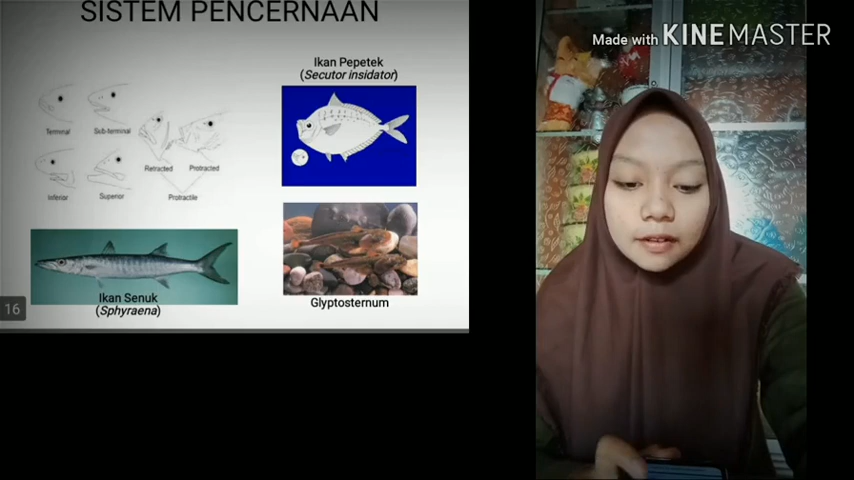 SISTEM PENCERNAAN
Terminal
Sub-terminal
Retracted
Protracted
Inferior
Superior
Protractile
Ikan Pepetek
(Secutor insidator)
Ikan Senuk
(Sphyraena)
Glyptosternum
16
Made with KINEMASTER